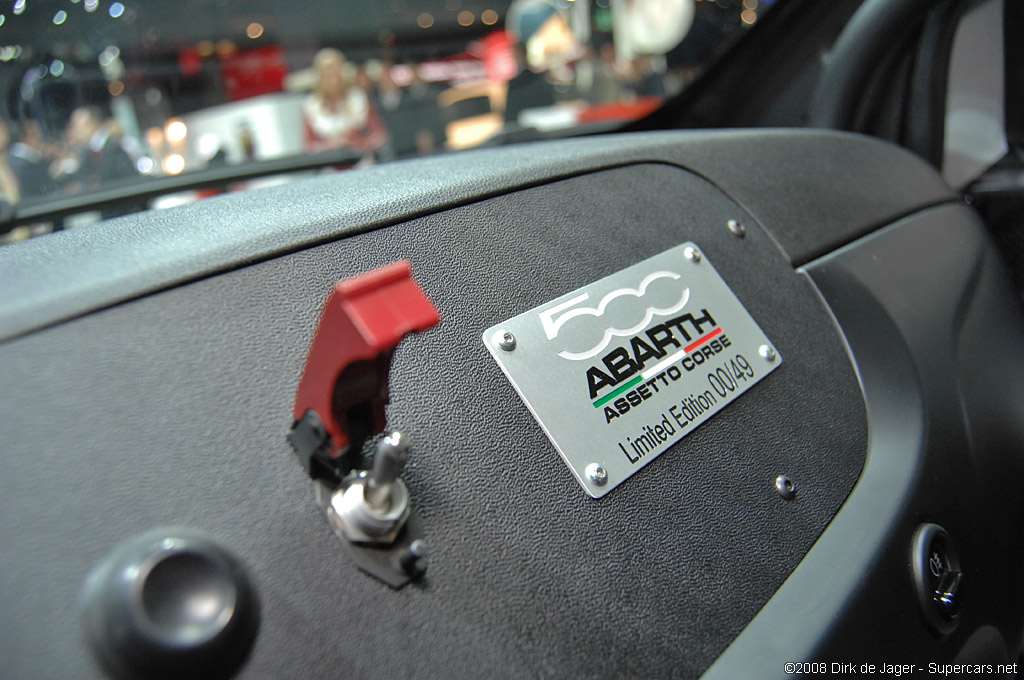 500
ABARTH
ASSETTO CORSE
Limited Edition 00/49
©2008 Dirk de Jager - Supercars.net